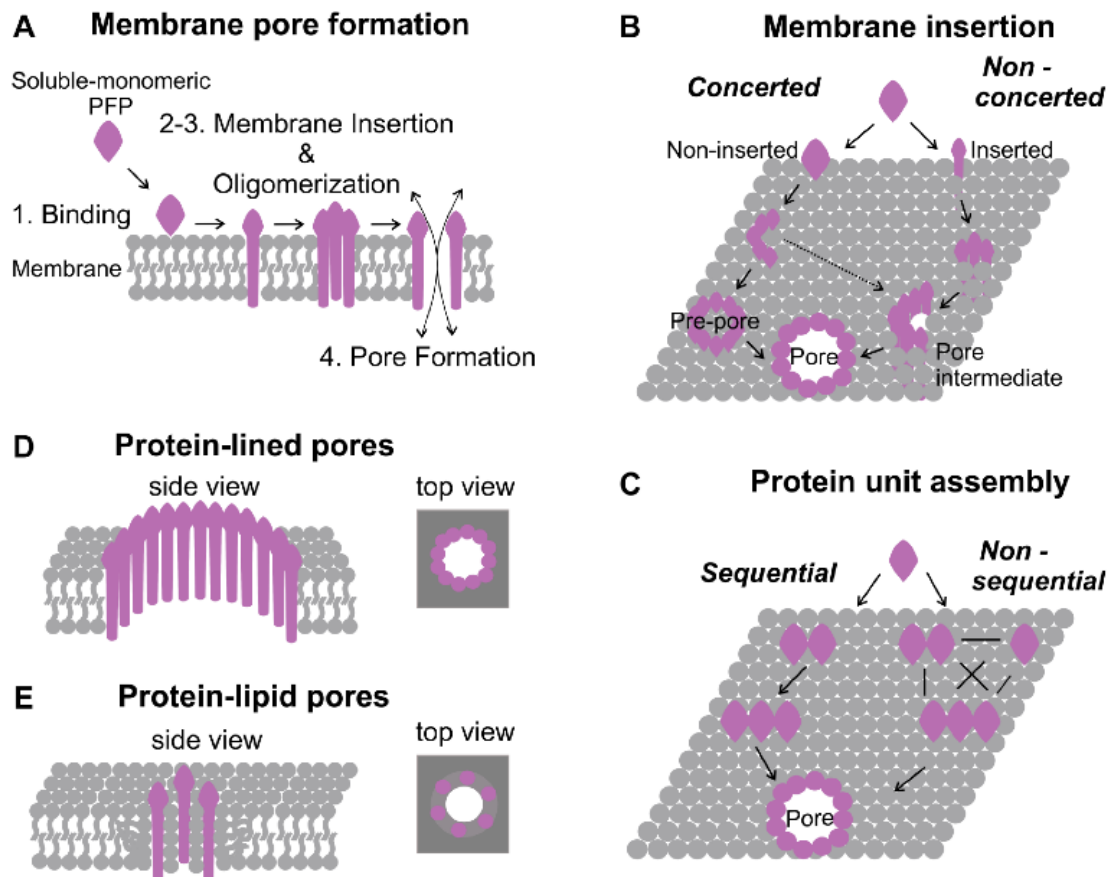 A Membrane pore formation
Soluble-monomeric
PFP
2-3. Membrane Insertion
&
Oligomerization
1. Binding
Membrane
4. Pore Formation
B Membrane insertion
Concerted
Non -
concerted
Non-inserted
Inserted
Pre-pore
Pore
Pore
intermediate
D Protein-lined pores
side view
top view
C Protein unit assembly
Sequential
Non -
sequential
Pore
E Protein-lipid pores
side view
top view